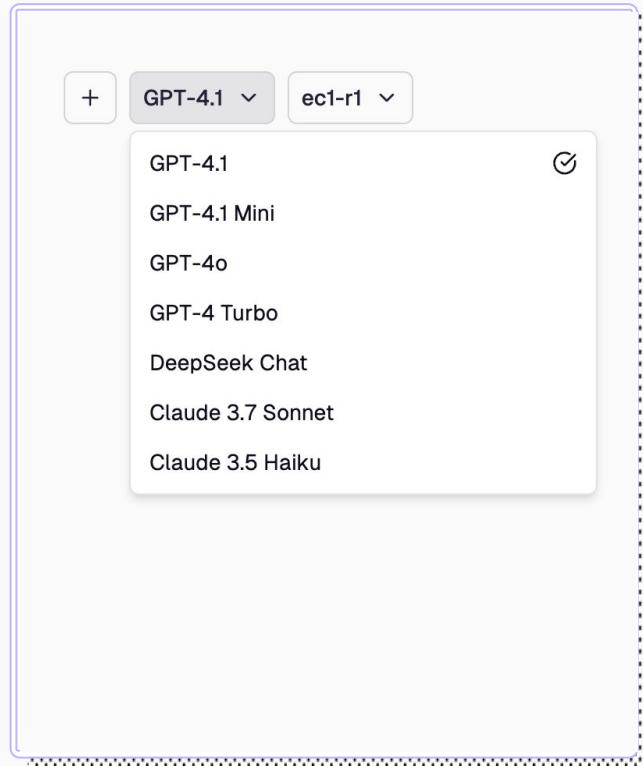 GPT-4.1 ec1-r1
GPT-4.1
GPT-4.1 Mini
GPT-4o
GPT-4 Turbo
DeepSeek Chat
Claude 3.7 Sonnet
Claude 3.5 Haiku